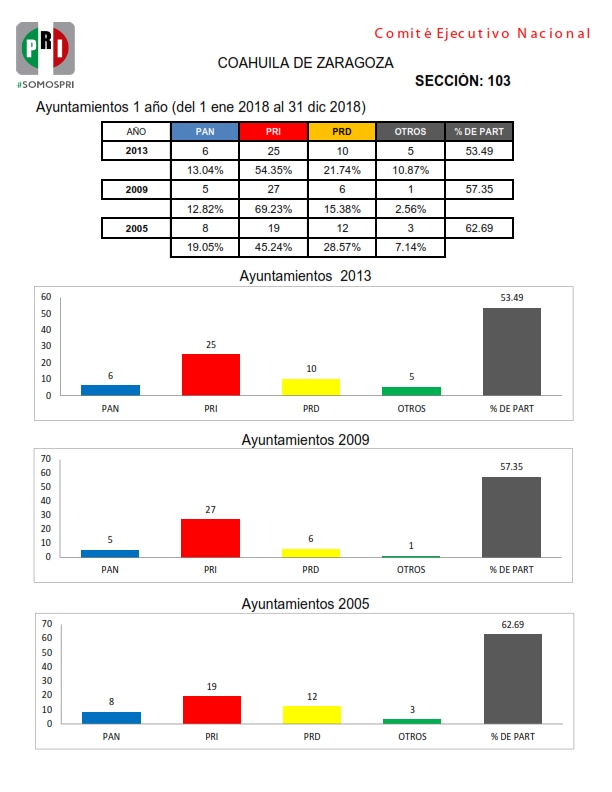 Comité Ejecutivo Nacional
PRI
#SOMOSPRI
COAHUILA DE ZARAGOZA
SECCIÓN: 103
Ayuntamientos 1 año (del 1 ene 2018 al 31 dic 2018)
AÑO PAN PRI PRD OTROS % DE PART
2013 6 25 10 5 53.49
13.04% 54.35% 21.74% 10.87%
2009 5 27 6 1 57.35
12.82% 69.23% 15.38% 2.56%
2005 8 19 12 3 62.69
19.05% 45.24% 28.57% 7.14%
Ayuntamientos 2013
60
50
40
30
20
10
0
6 25 10 5 53.49
PAN PRI PRD OTROS % DE PART
Ayuntamientos 2009
70
60
50
40
30
20
10
0
5 27 6 1 57.35
PAN PRI PRD OTROS % DE PART
Ayuntamientos 2005
70
60
50
40
30
20
10
0
8 19 12 3 62.69
PAN PRI PRD OTROS % DE PART